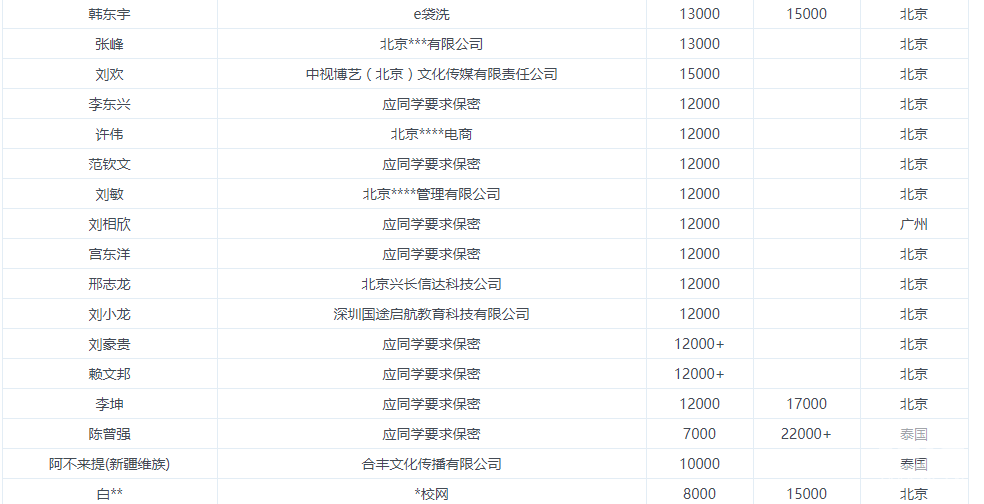 韩东宇 e袋洗 13000 15000 北京
张峰 北京***有限公司 13000 北京
刘欢 中视博艺（北京）文化传媒有限责任公司 15000 北京
李东兴 应同学要求保密 12000 北京
许伟 北京****电商 12000 北京
范钦文 应同学要求保密 12000 北京
刘敏 北京****管理有限公司 12000 北京
刘相欣 应同学要求保密 12000 广州
宫东洋 应同学要求保密 12000 北京
邢志龙 北京兴长信达科技公司 12000 北京
刘小龙 深圳国途启航教育科技有限公司 12000 北京
刘豪贵 应同学要求保密 12000+ 北京
赖文邦 应同学要求保密 12000+ 北京
李坤 应同学要求保密 12000 17000 北京
陈曾强 应同学要求保密 7000 22000+ 泰国
阿不来提(新疆维族) 合丰文化传播有限公司 10000 泰国
白** *校网 8000 15000 北京